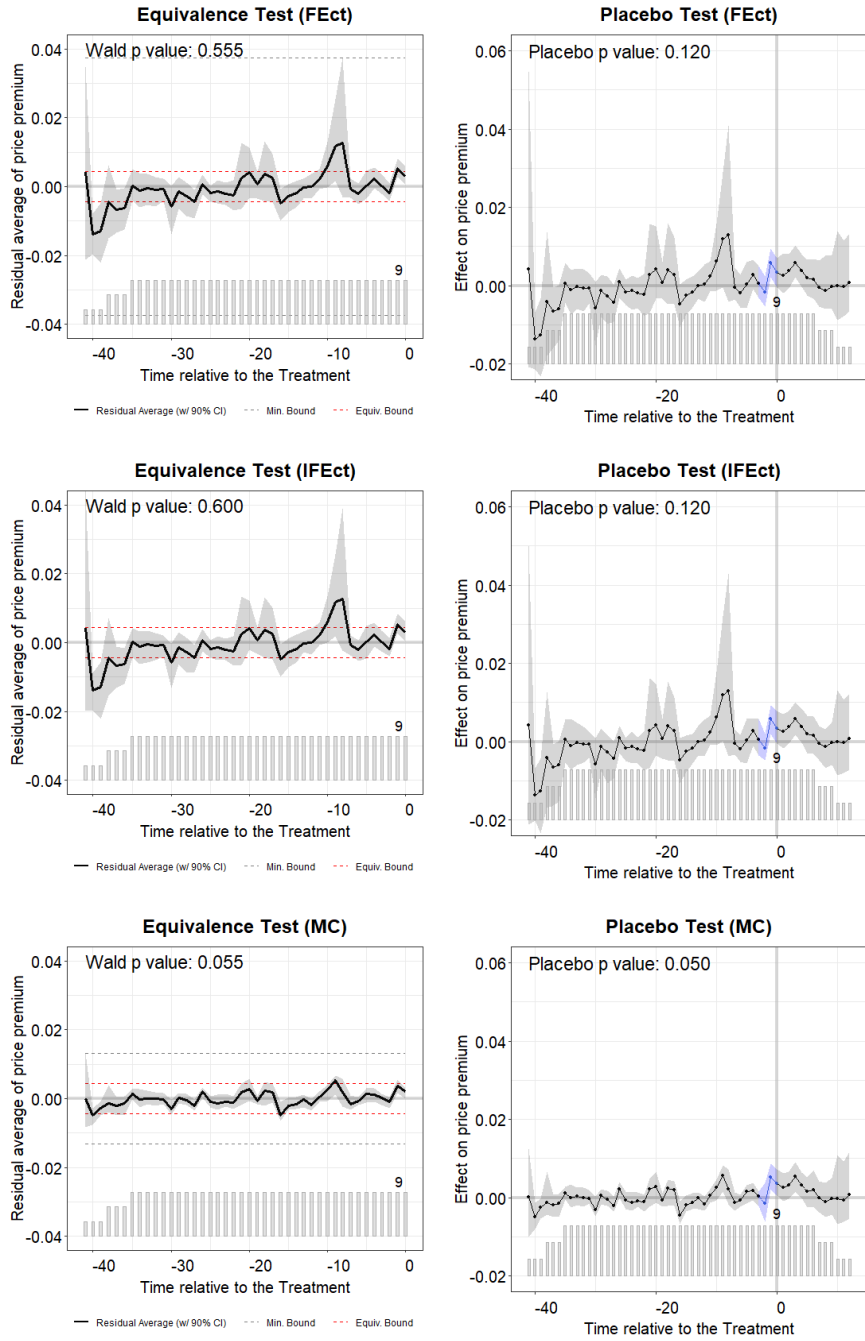 Equivalence Test (FEct)
Wald p value: 0.555
Residual average of price premium
0.04
0.02
0.00
-0.02
-0.04
9
-40 -30 -20 -10 0
Time relative to the Treatment
Residual Average (w/ 90% CI) Min. Bound Equiv. Bound
Placebo Test (FEct)
Placebo p value: 0.120
Effect on price premium
0.06
0.04
0.02
0.00
-0.02
9
-40 -20 0
Time relative to the Treatment
Equivalence Test (IFEct)
Wald p value: 0.600
Residual average of price premium
0.04
0.02
0.00
-0.02
-0.04
9
-40 -30 -20 -10 0
Time relative to the Treatment
Residual Average (w/ 90% CI) Min. Bound Equiv. Bound
Placebo Test (IFEct)
Placebo p value: 0.120
Effect on price premium
0.06
0.04
0.02
0.00
-0.02
9
-40 -20 0
Time relative to the Treatment
Equivalence Test (MC)
Wald p value: 0.055
Residual average of price premium
0.04
0.02
0.00
-0.02
-0.04
9
-40 -30 -20 -10 0
Time relative to the Treatment
Residual Average (w/ 90% CI) Min. Bound Equiv. Bound
Placebo Test (MC)
Placebo p value: 0.050
Effect on price premium
0.06
0.04
0.02
0.00
-0.02
9
-40 -20 0
Time relative to the Treatment